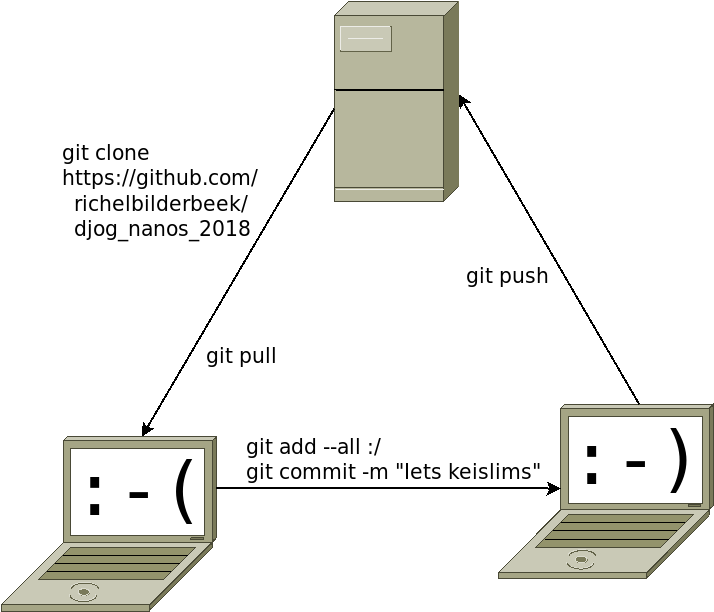 git clone
https://github.com/
richelbilderbeek/
djog_nanos_2018
git push
git pull
git add --all :/
git commit -m "lets keislims"
:-(
:-)